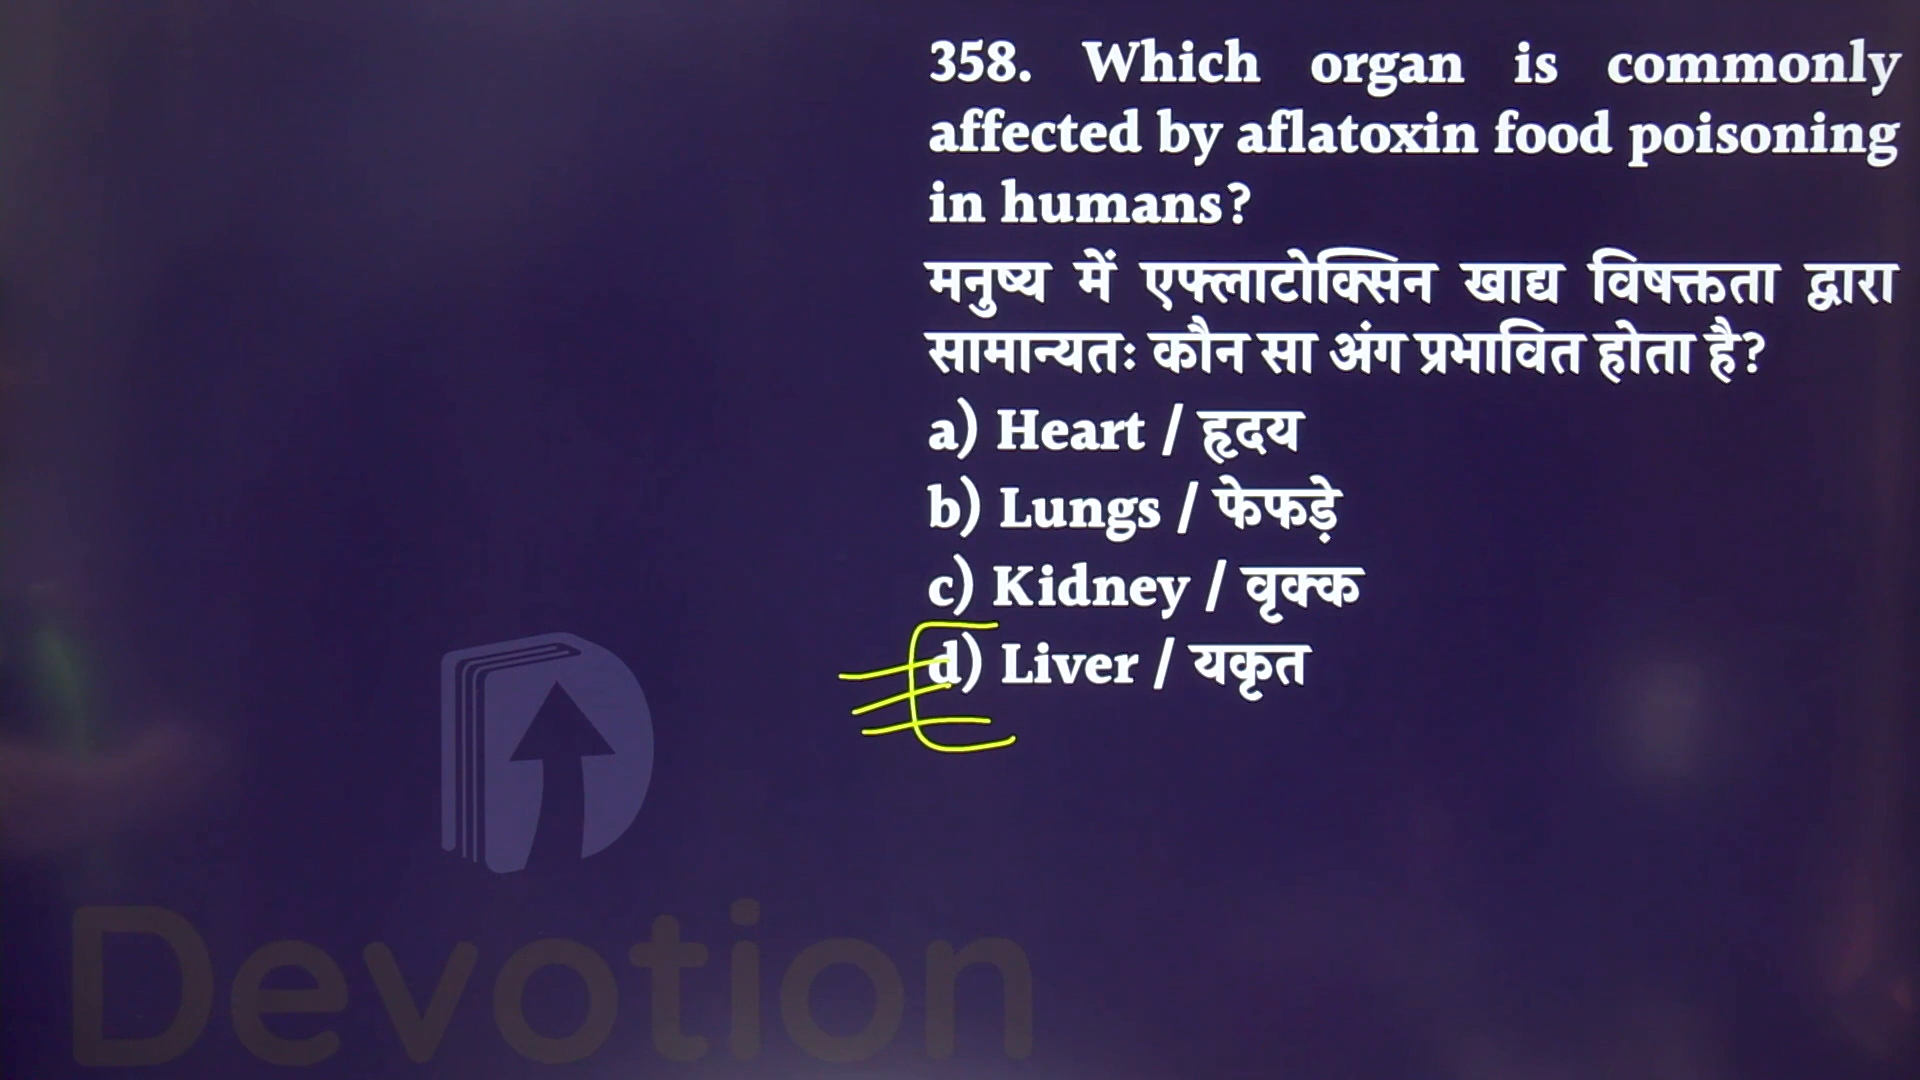 358. Which organ is commonly
affected by aflatoxin food poisoning
in humans?
मनुष्य में एफ्लाटोक्सिन खाद्य विषक्तता द्वारा
सामान्यतः कौन सा अंग प्रभावित होता है?
a) Heart / हृदय
b) Lungs / फेफड़े
c) Kidney / वृक्क
d) Liver / यकृत
Devotion